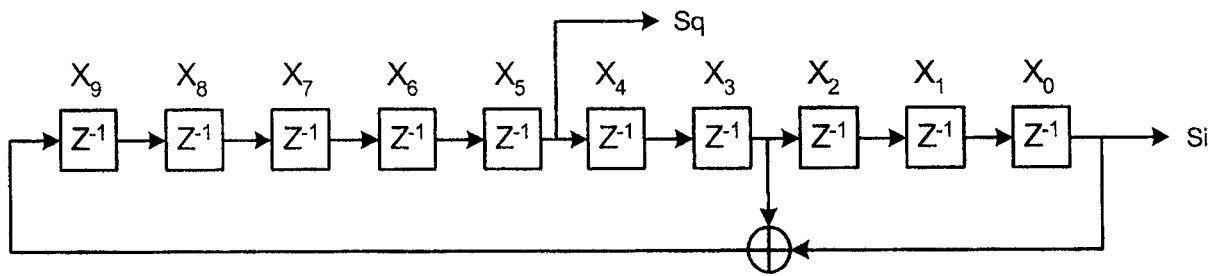 Sq
X₉ X₈ X₇ X₆ X₅ X₄ X₃ X₂ X₁ X₀
Z⁻¹ Z⁻¹ Z⁻¹ Z⁻¹ Z⁻¹ Z⁻¹ Z⁻¹ Z⁻¹ Z⁻¹ Z⁻¹
Si